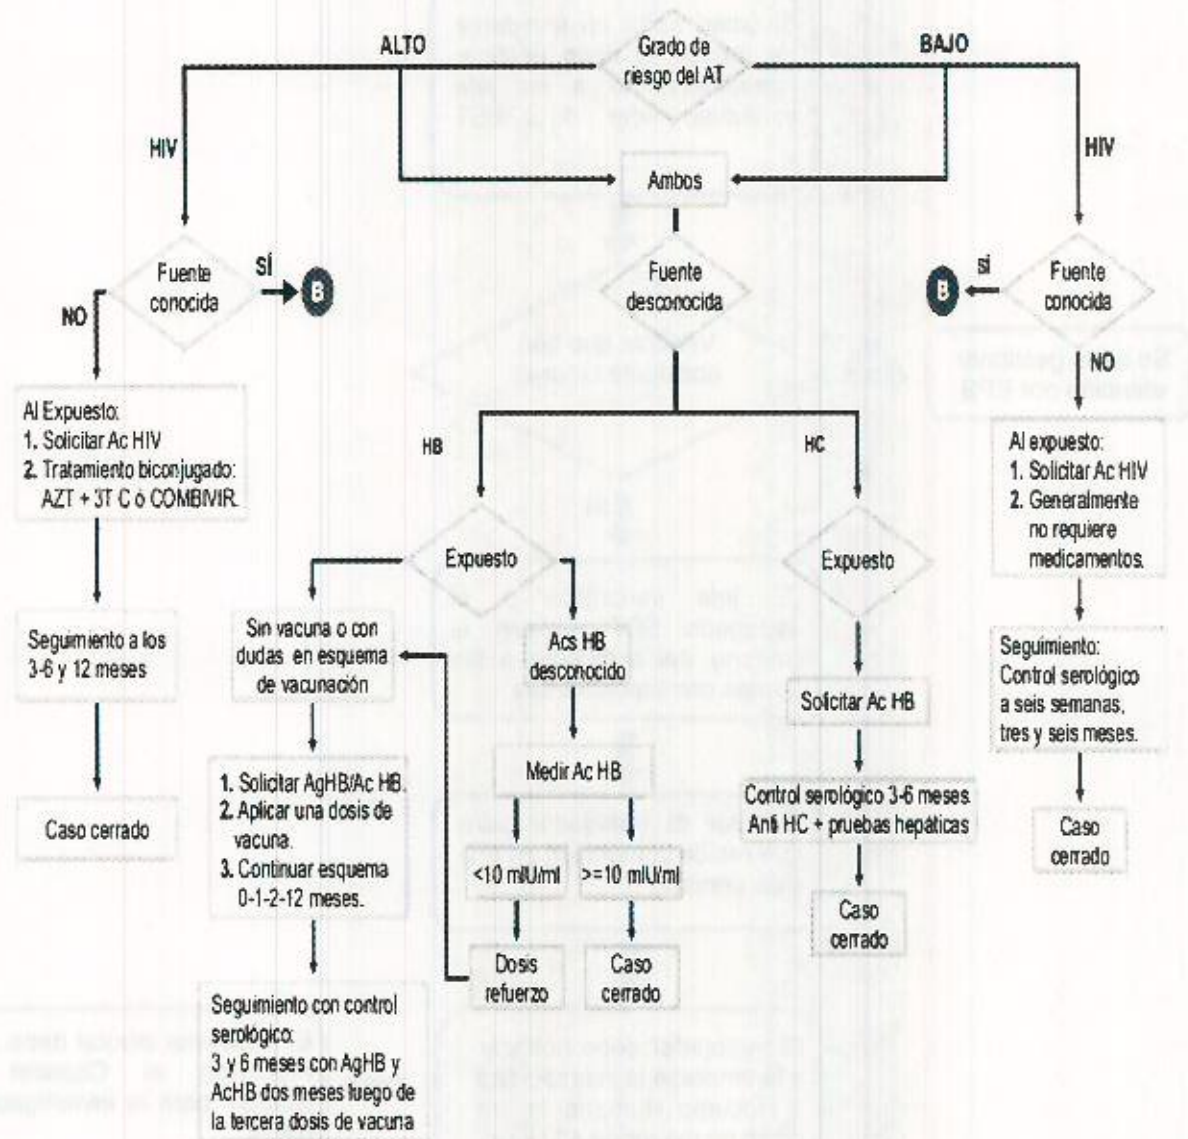 ALTO
Grado de
riesgo del AT
BAJO
HIV
HIV
Ambos
Fuente
conocida
SÍ
B
NO
Fuente
desconocida
B
sí
Fuente
conocida
NO
Al Expuesto:
1. Solicitar Ac HIV
2. Tratamiento biconjugado:
AZT + 3T C ó COMBIVIR.
HB
HC
Al expuesto:
1. Solicitar Ac HIV
2. Generalmente
no requiere
medicamentos.
Expuesto
Expuesto
Seguimiento a los
3-6 y 12 meses
Sin vacuna o con
dudas en esquema
de vacunación
Acs HB
desconocido
Solicitar Ac HB
Seguimiento:
Control serológico
a seis semanas,
tres y seis meses.
Caso cerrado
1. Solicitar AgHB/Ac HB.
2. Aplicar una dosis de
vacuna.
3. Continuar esquema
0-1-2-12 meses.
Medir Ac HB
<10 mIU/ml
>=10 mIU/ml
Control serológico 3-6 meses.
Anti HC + pruebas hepáticas
Caso
cerrado
Caso
cerrado
Dosis
refuerzo
Caso
cerrado
Seguimiento con control
serológico:
3 y 6 meses con AgHB y
AcHB dos meses luego de
la tercera dosis de vacuna